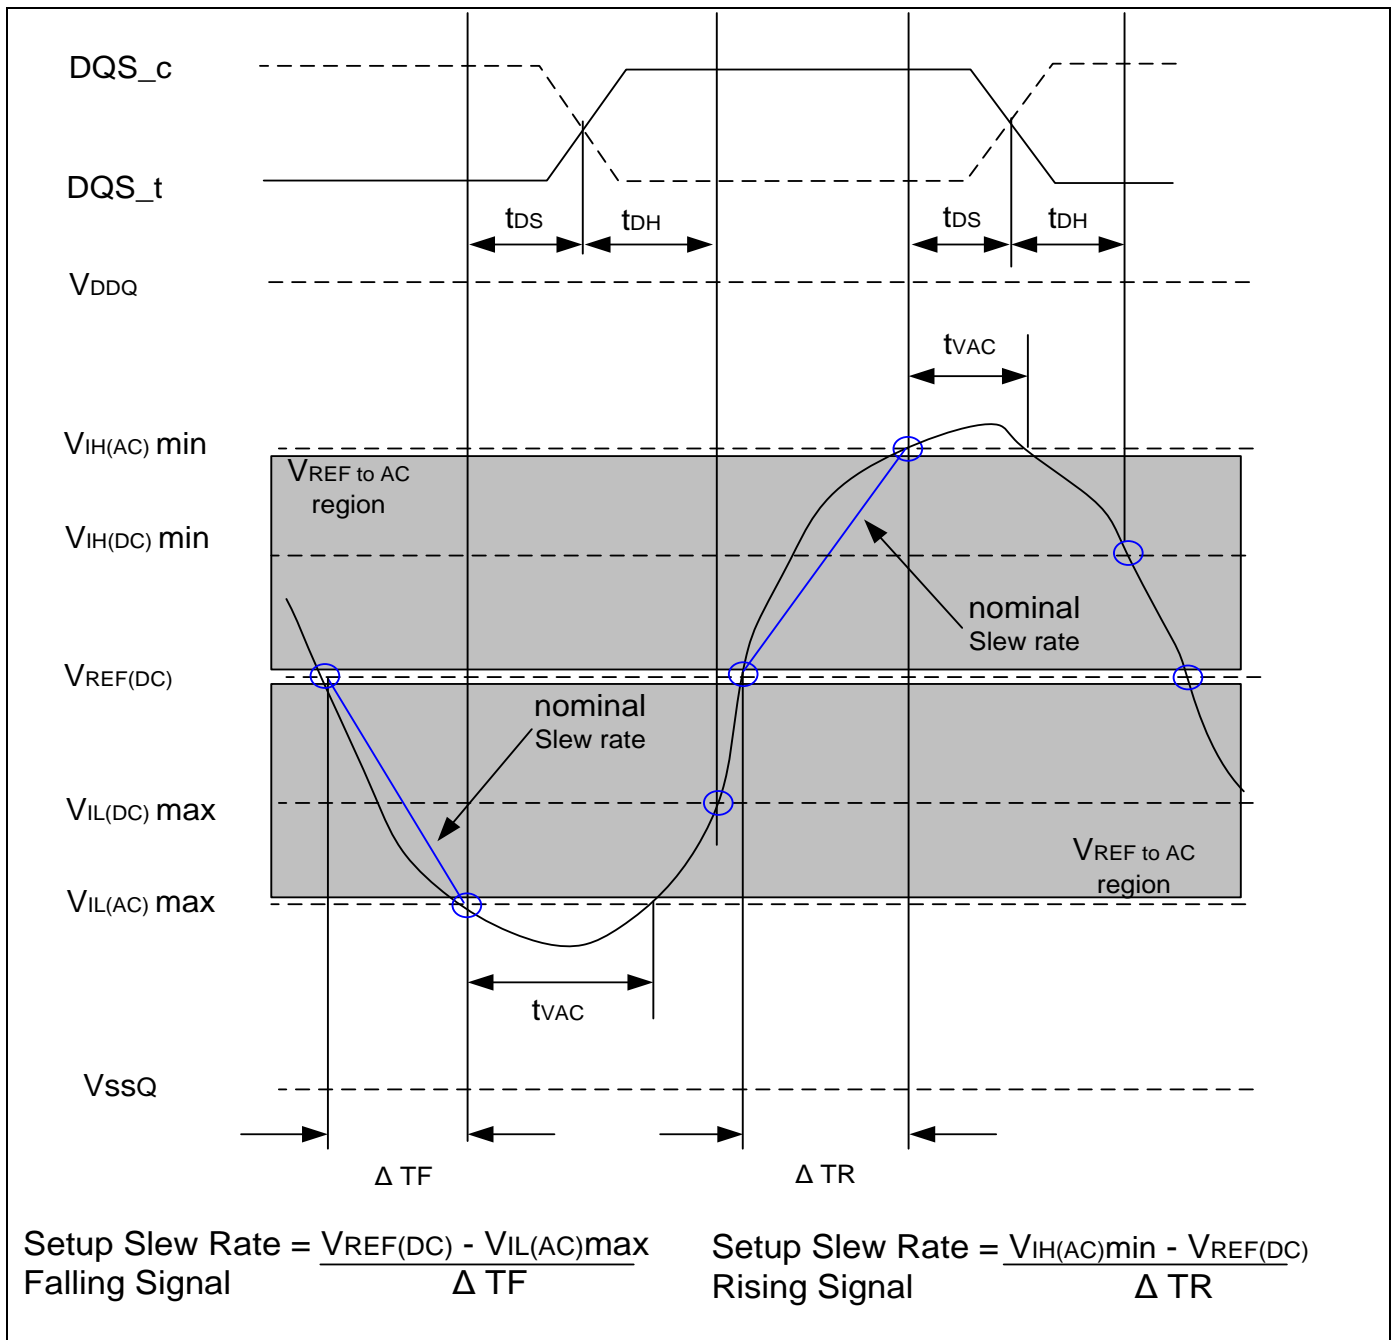 DQS_c
DQS_t
tDS
tDH
tDS
tDH
VDDQ
tVAC
VIH(AC) min
VREF to AC
region
VIH(DC) min
nominal
Slew rate
VREF(DC)
nominal
Slew rate
VIL(DC) max
VREF to AC
region
VIL(AC) max
tVAC
VssQ
Δ TF
Δ TR
Setup Slew Rate = VREF(DC) - VIL(AC)max
Falling Signal Δ TF
Setup Slew Rate = VIH(AC)min - VREF(DC)
Rising Signal Δ TR